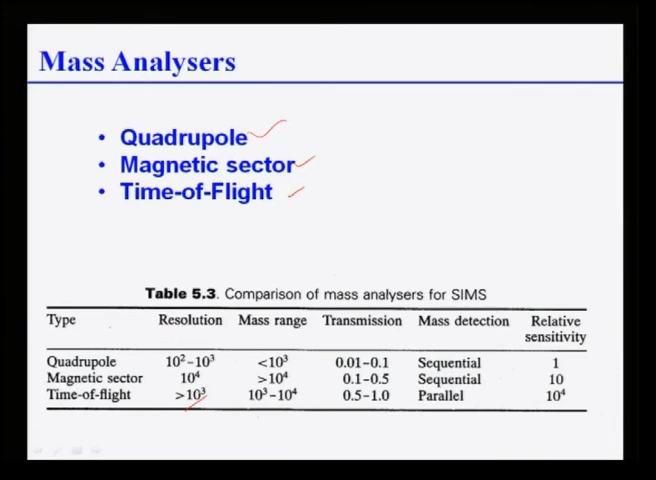 Mass Analysers
• Quadrupole
• Magnetic sector
• Time-of-Flight
Table 5.3. Comparison of mass analysers for SIMS
Type Resolution Mass range Transmission Mass detection Relative sensitivity
Quadrupole 10²–10³ <10³ 0.01–0.1 Sequential 1
Magnetic sector 10⁴ >10⁴ 0.1–0.5 Sequential 10
Time-of-flight >10³ 10³–10⁴ 0.5–1.0 Parallel 10⁴